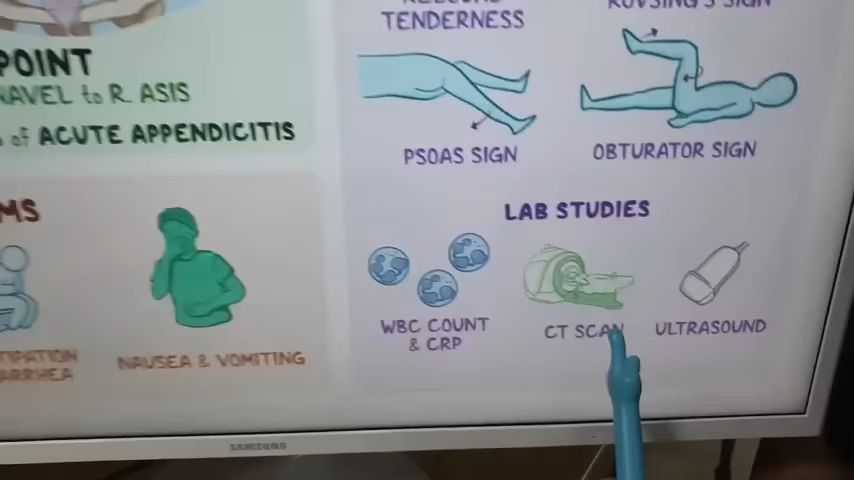 POINT
NAVEL to R. ASIS
of ACUTE APPENDICITIS
NAUSEA & VOMITING
TENDERNESS
PSOAS SIGN
OBTURATOR SIGN
LAB STUDIES
WBC COUNT
& CRP
CT SCAN
ULTRASOUND
SAMSUNG